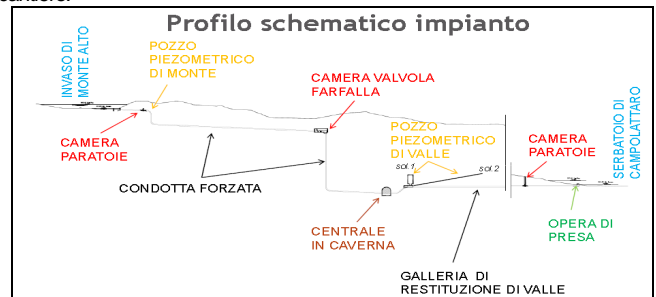 Profilo schematico impianto
INVASO DI
MONTE ALTO
POZZO
PIEZOMETRICO
DI MONTE
CAMERA VALVOLA
FARFALLA
POZZO
PIEZOMETRICO
DI VALLE
sol.1
sol.2
CAMERA
PARATOIE
SERBATOIO DI
CAMPOLATTARO
CAMERA
PARATOIE
CONDOTTA FORZATA
CENTRALE
IN CAVERNA
OPERA DI
PRESA
GALLERIA DI
RESTITUZIONE DI VALLE